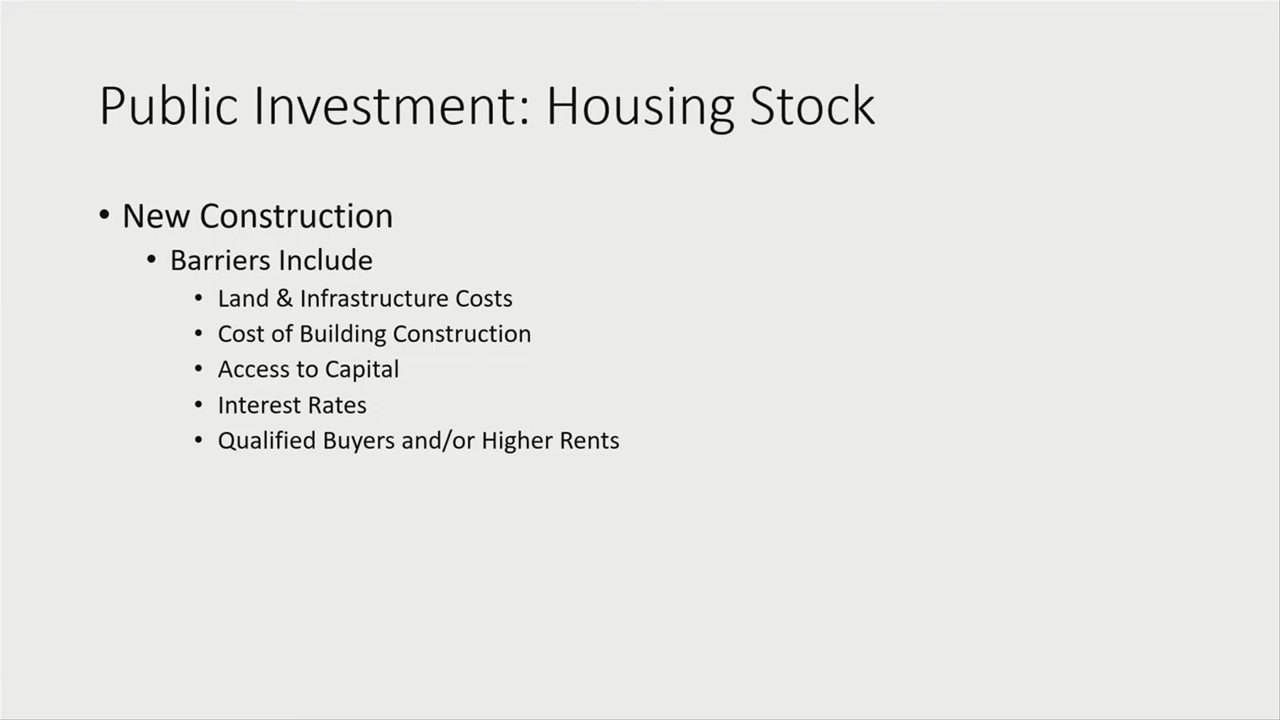 Public Investment: Housing Stock
• New Construction
• Barriers Include
• Land & Infrastructure Costs
• Cost of Building Construction
• Access to Capital
• Interest Rates
• Qualified Buyers and/or Higher Rents